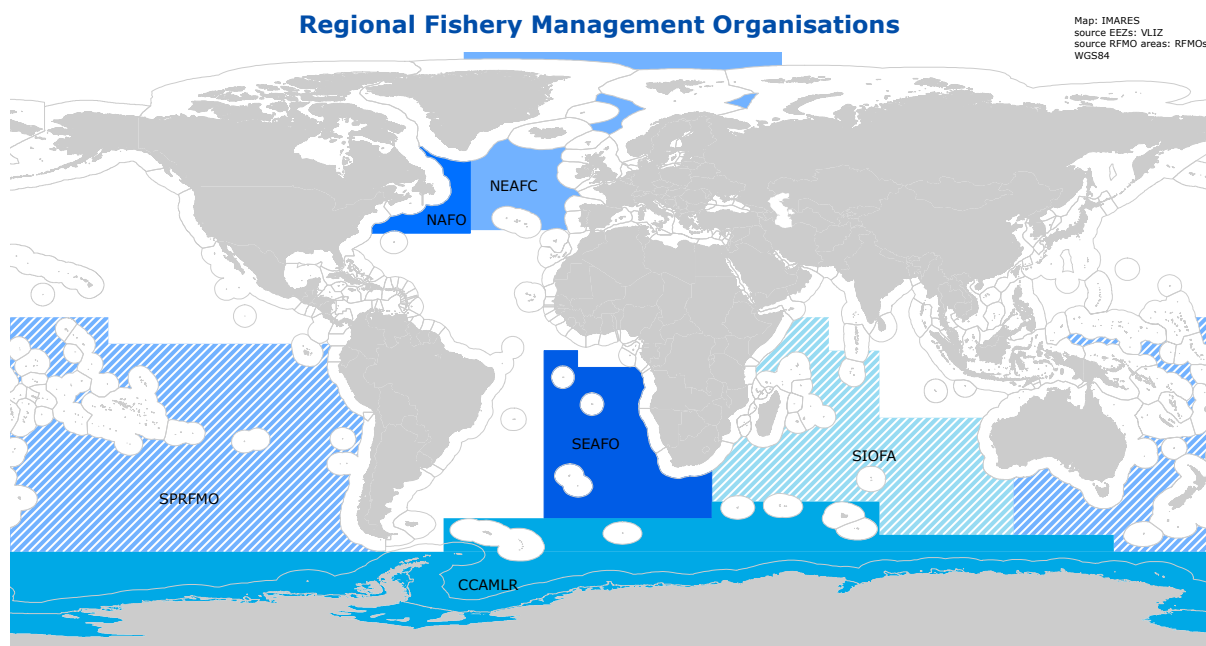 Regional Fishery Management Organisations
Map: IMARES
source EEZs: VLIZ
source RFMO areas: RFMOs
WGS84
NEAFC
NAFO
SEAFO
SIOFA
SPRFMO
CCAMLR